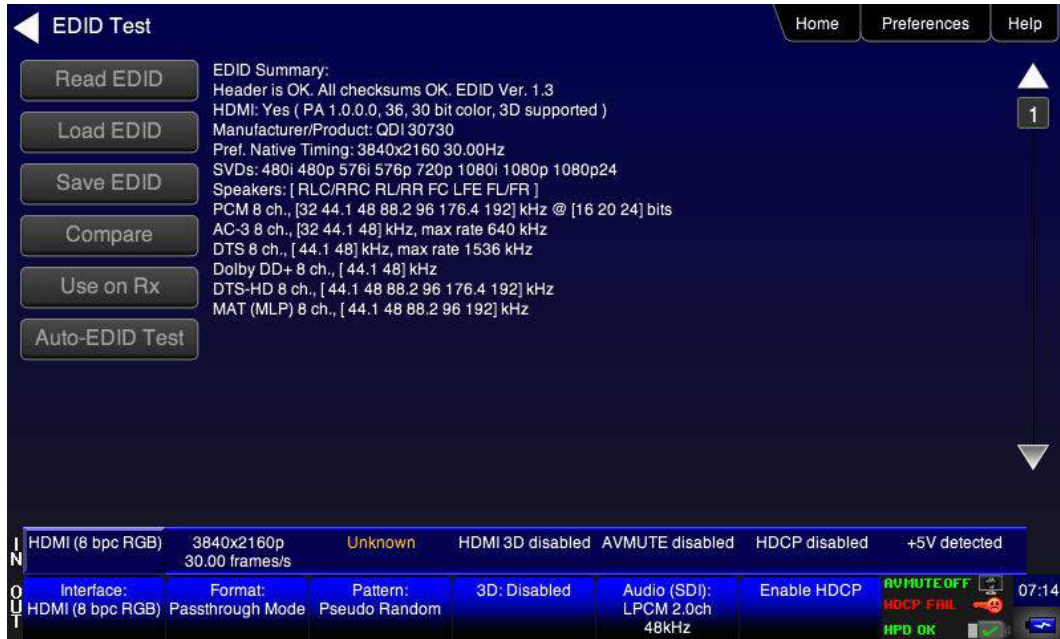 EDID Test
Home
Preferences
Help
Read EDID
Load EDID
Save EDID
Compare
Use on Rx
Auto-EDID Test
EDID Summary:
Header is OK. All checksums OK. EDID Ver. 1.3
HDMI: Yes ( PA 1.0.0.0, 36, 30 bit color, 3D supported )
Manufacturer/Product: QDI 30730
Pref. Native Timing: 3840x2160 30.00Hz
SVDs: 480i 480p 576i 576p 720p 1080i 1080p 1080p24
Speakers: [ RLC/RRC RL/RR FC LFE FL/FR ]
PCM 8 ch., [32 44.1 48 88.2 96 176.4 192] kHz @ [16 20 24] bits
AC-3 8 ch., [32 44.1 48] kHz, max rate 640 kHz
DTS 8 ch., [ 44.1 48] kHz, max rate 1536 kHz
Dolby DD+ 8 ch., [ 44.1 48] kHz
DTS-HD 8 ch., [ 44.1 48 88.2 96 176.4 192] kHz
MAT (MLP) 8 ch., [ 44.1 48 88.2 96 192] kHz
1
IN
HDMI (8 bpc RGB)
3840x2160p
30.00 frames/s
Unknown
HDMI 3D disabled
AVMUTE disabled
HDCP disabled
+5V detected
OUT
Interface:
HDMI (8 bpc RGB)
Format:
Passthrough Mode
Pattern:
Pseudo Random
3D: Disabled
Audio (SDI):
LPCM 2.0ch
48kHz
Enable HDCP
AVMUTE OFF
HDCP FAIL
HPD OK
07:14